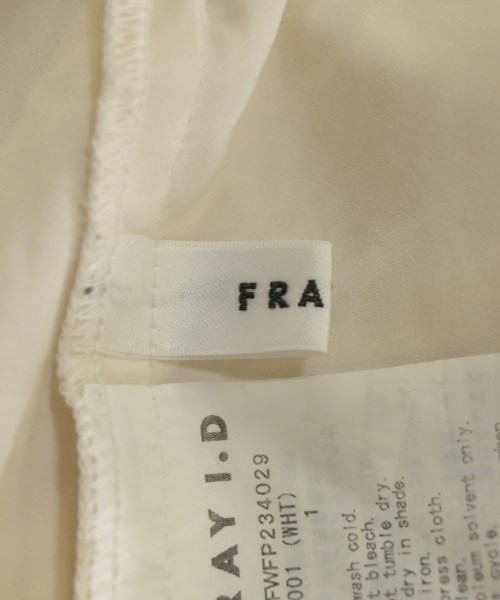 FRA
RAY I.D
FWFP234029
001 (WHT)
1
wash cold.
t bleach.
t tumble dry.
dry in shade.
iron.
press cloth.
lean.
eum solvent only.
cycle.